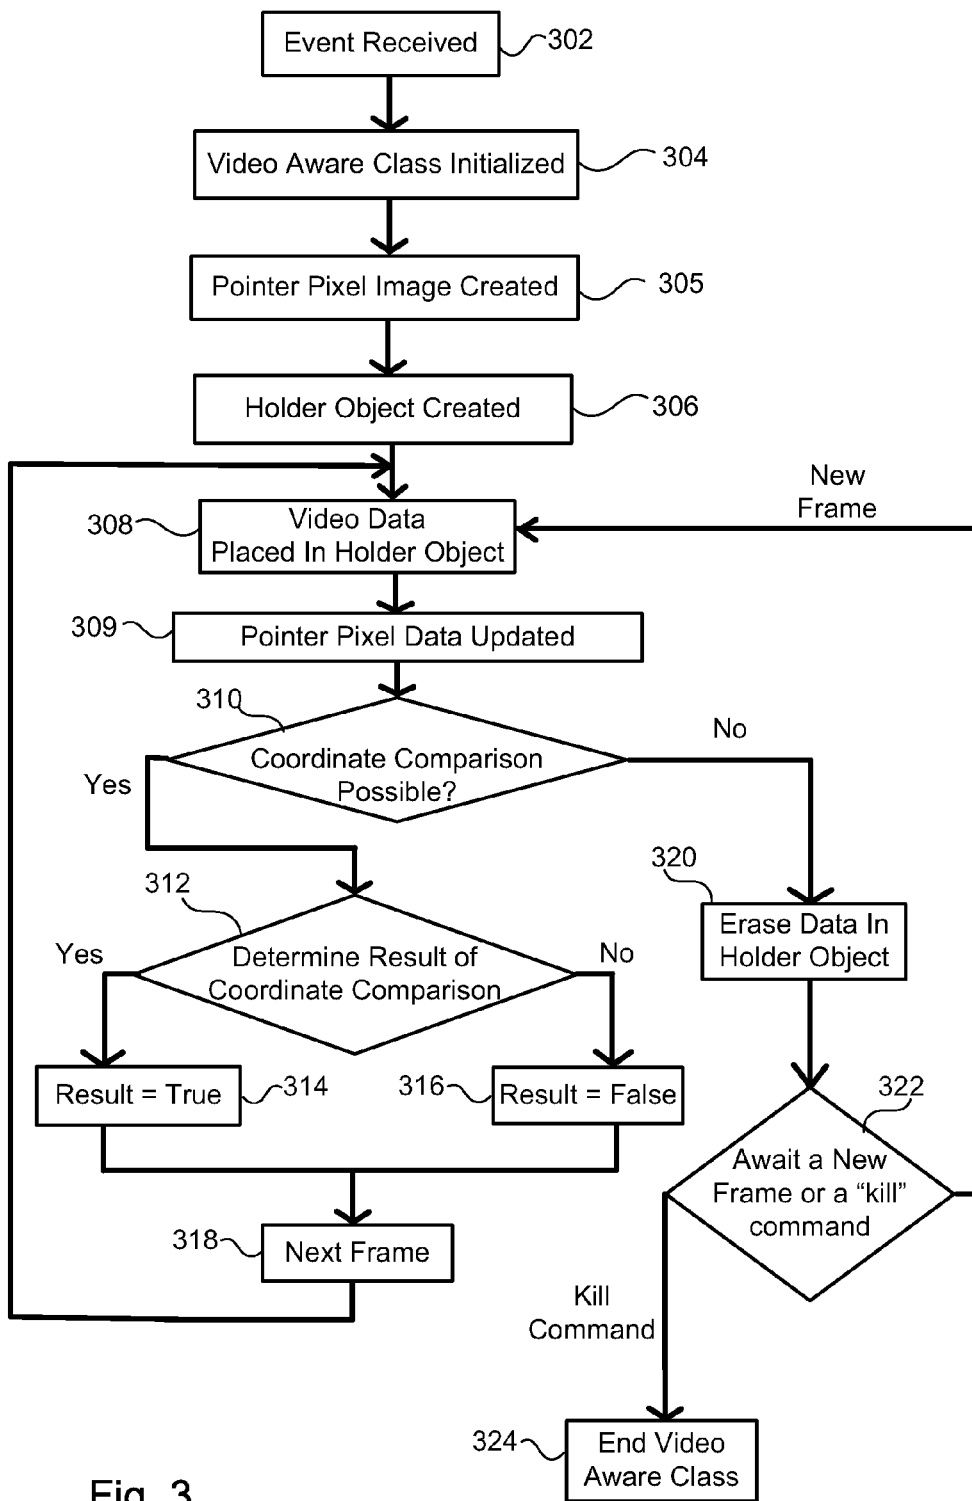 Event Received
302
Video Aware Class Initialized
304
Pointer Pixel Image Created
305
Holder Object Created
306
New
Frame
308
Video Data
Placed In Holder Object
309
Pointer Pixel Data Updated
310
No
Coordinate Comparison
Possible?
Yes
312
320
Yes
No
Determine Result of
Coordinate Comparison
Erase Data In
Holder Object
Result = True
314
316
Result = False
322
Await a New
Frame or a “kill”
command
318
Next Frame
Kill
Command
324
End Video
Aware Class
Fig. 3